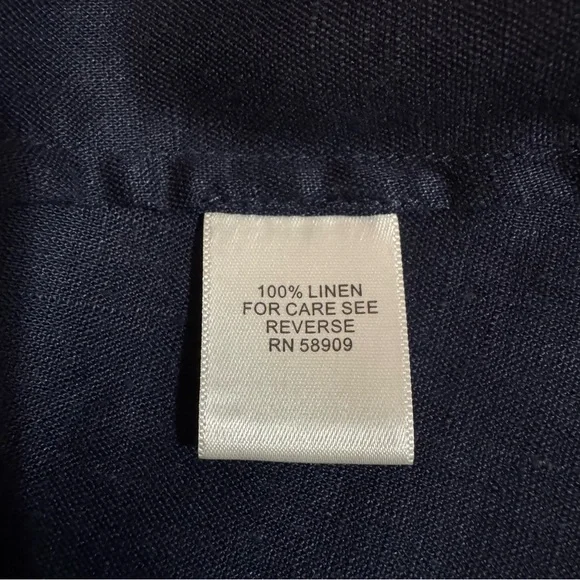 100% LINEN
FOR CARE SEE
REVERSE
RN 58909